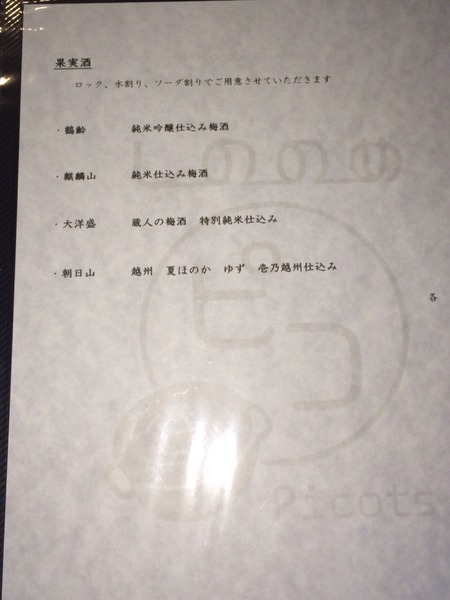 果実酒
ロック、水割り、ソーダ割りでご用意させていただきます
・鶴齢 純米吟醸仕込み梅酒
・麒麟山 純米仕込み梅酒
・大洋盛 蔵人の梅酒 特別純米仕込み
・朝日山 越州 夏ほのか ゆず 壱乃越州仕込み
各
ピコ
Picots